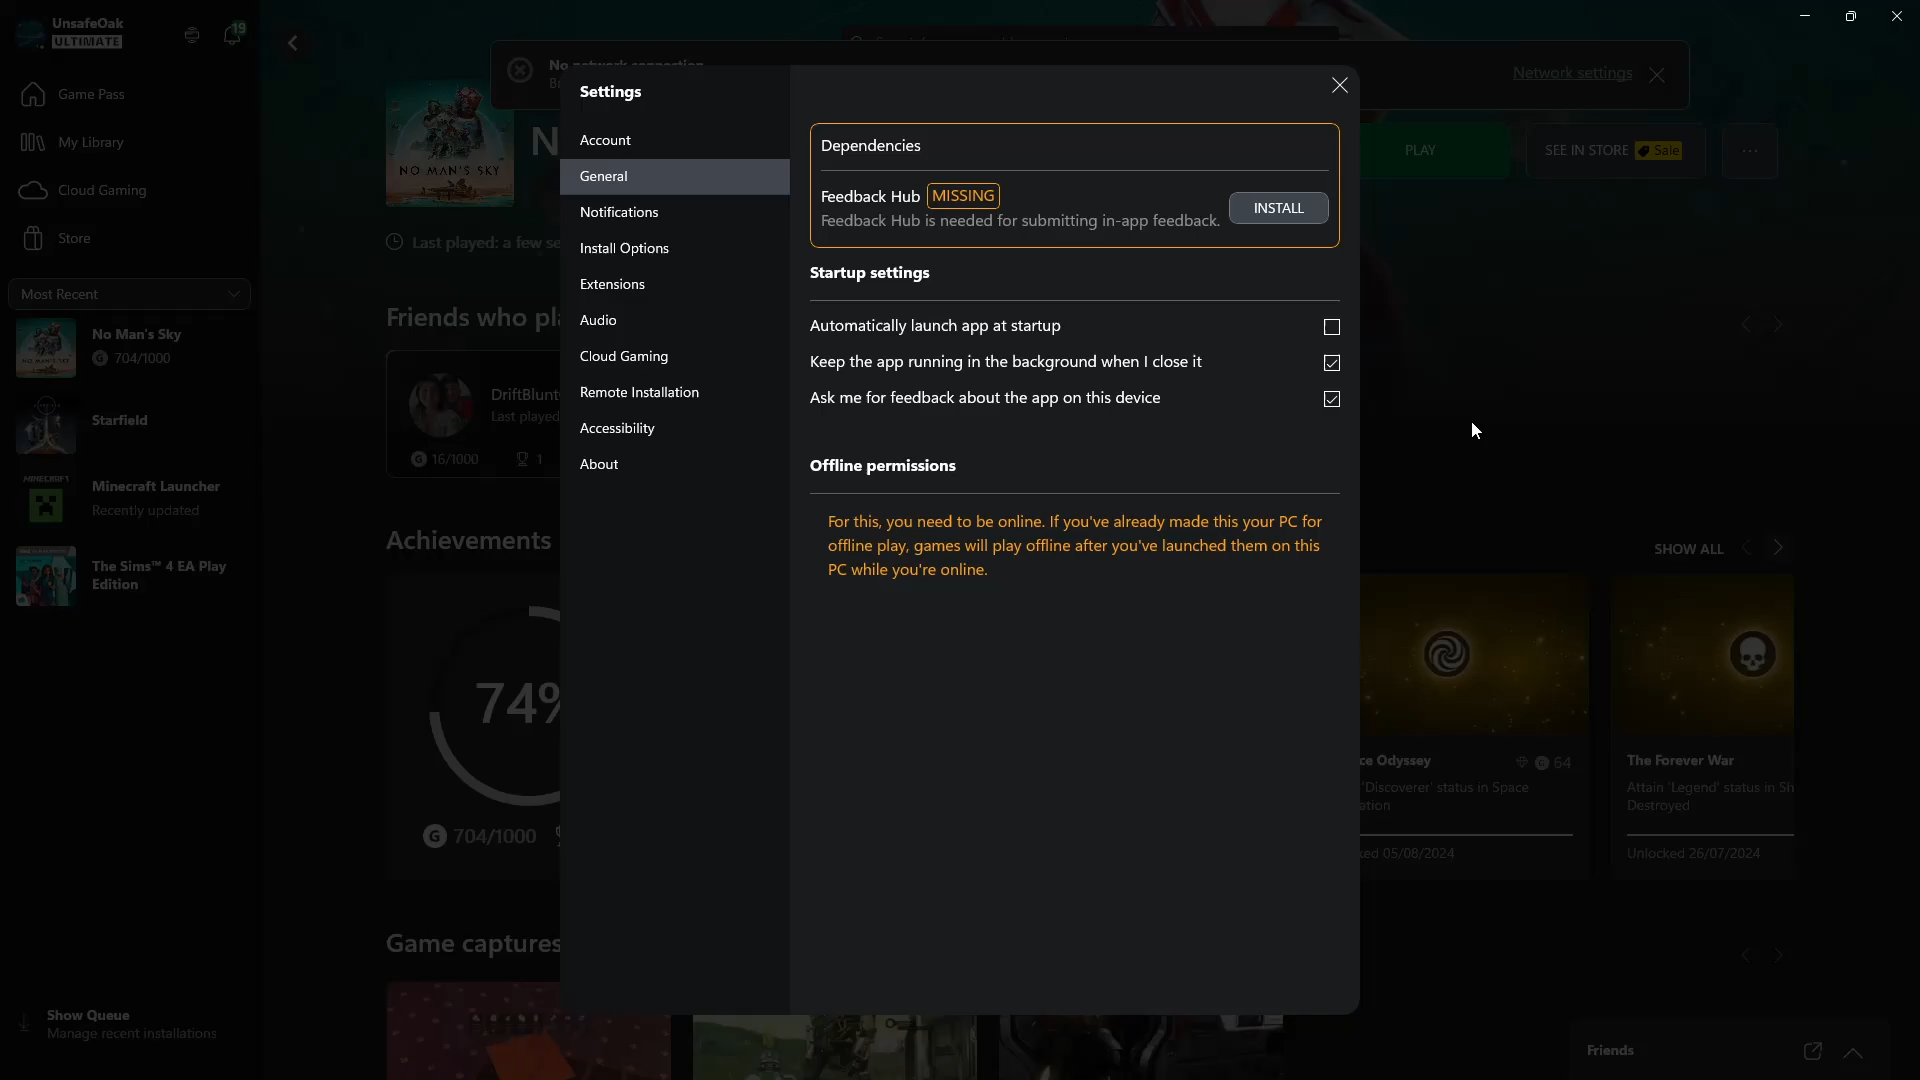 UnsafeOak
ULTIMATE
19
Game Pass
My Library
Cloud Gaming
Store
Most Recent
No Man's Sky
704/1000
Starfield
MINECRAFT
Minecraft Launcher
Recently updated
The Sims™ 4 EA Play
Edition
Show Queue
Manage recent installations
No network connection
Network settings
NO MAN'S SKY
N
PLAY
SEE IN STORE
Sale
Last played: a few se
Friends who pl
DriftBlunt
Last played
16/1000
1
Achievements
74%
704/1000
Game captures
Settings
Account
General
Notifications
Install Options
Extensions
Audio
Cloud Gaming
Remote Installation
Accessibility
About
Dependencies
Feedback Hub MISSING
Feedback Hub is needed for submitting in-app feedback.
INSTALL
Startup settings
Automatically launch app at startup
Keep the app running in the background when I close it
Ask me for feedback about the app on this device
Offline permissions
For this, you need to be online. If you've already made this your PC for
offline play, games will play offline after you've launched them on this
PC while you're online.
SHOW ALL
ce Odyssey
64
'Discoverer' status in Space
ation
ked 05/08/2024
The Forever War
Attain 'Legend' status in Sh
Destroyed
Unlocked 26/07/2024
Friends